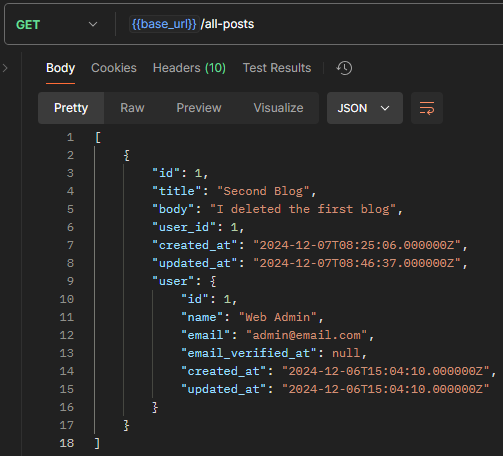 GET {{base_url}} /all-posts
Body Cookies Headers (10) Test Results
Pretty Raw Preview Visualize JSON
1 [
2 {
3 "id": 1,
4 "title": "Second Blog",
5 "body": "I deleted the first blog",
6 "user_id": 1,
7 "created_at": "2024-12-07T08:25:06.000000Z",
8 "updated_at": "2024-12-07T08:46:37.000000Z",
9 "user": {
10 "id": 1,
11 "name": "Web Admin",
12 "email": "admin@email.com",
13 "email_verified_at": null,
14 "created_at": "2024-12-06T15:04:10.000000Z",
15 "updated_at": "2024-12-06T15:04:10.000000Z"
16 }
17 }
18 ]